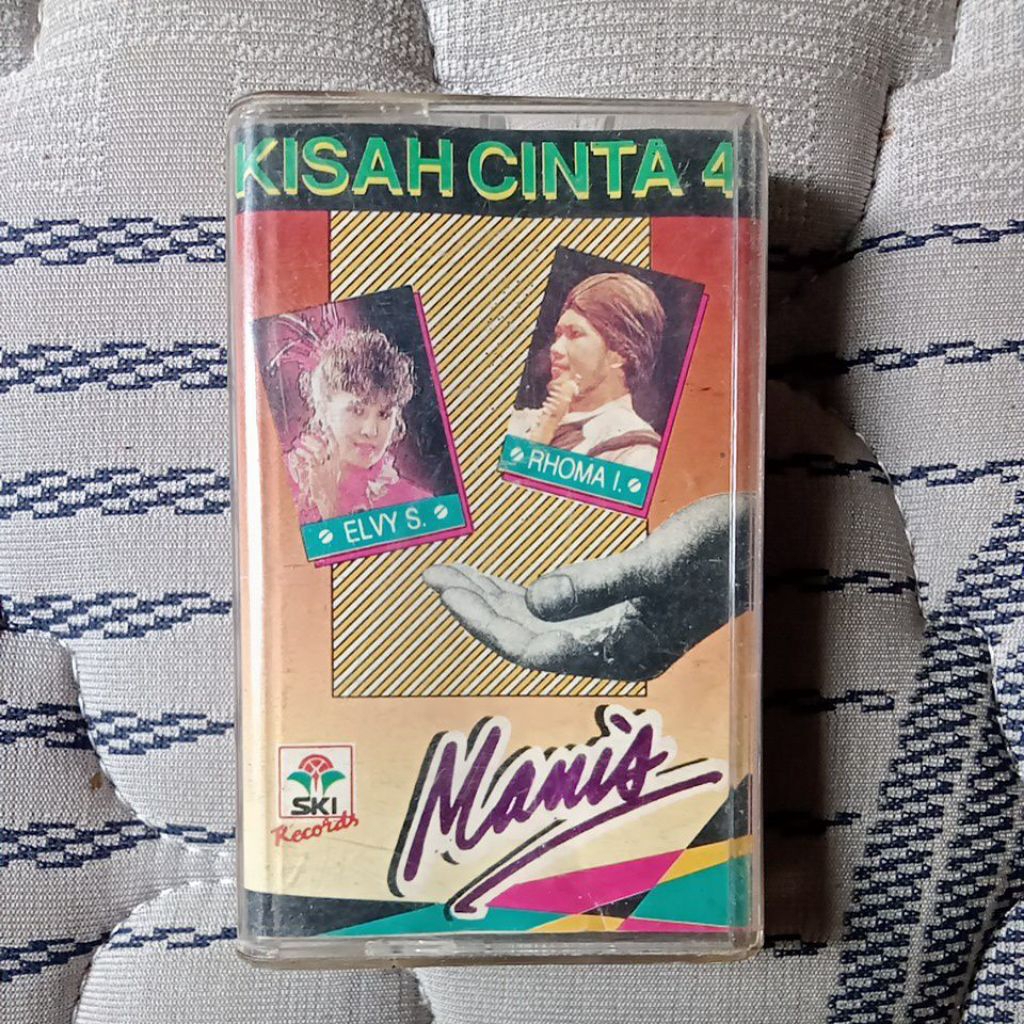 KISAH CINTA 4
RHOMA I.
ELVY S.
Manis
SKI
Records